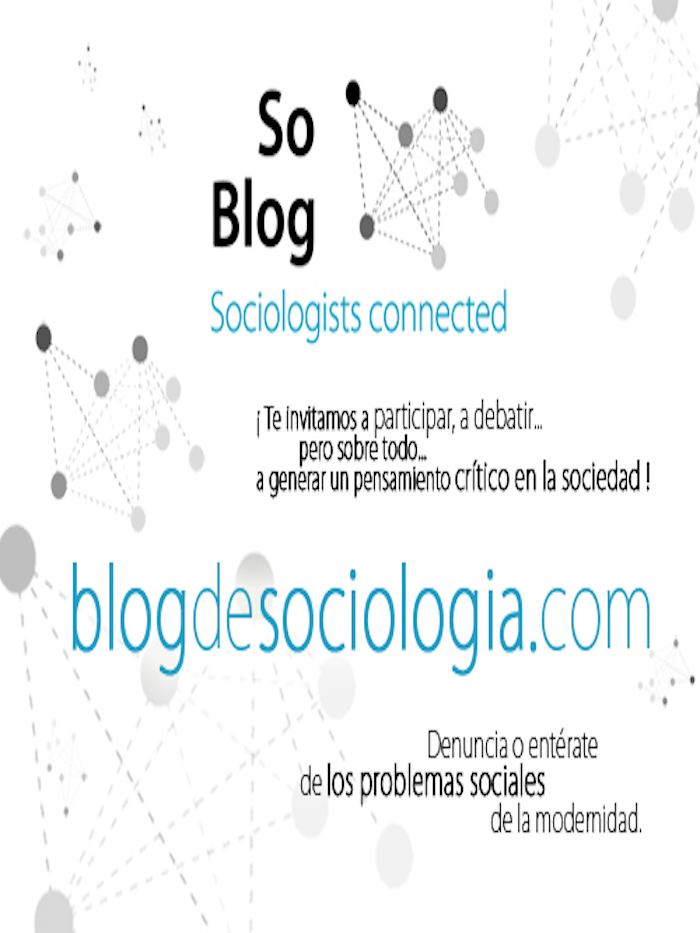 So
Blog
Sociologists connected
¡ Te invitamos a participar, a debatir...
pero sobre todo...
a generar un pensamiento crítico en la sociedad !
blogdesociologia.com
Denuncia o entérate
de los problemas sociales
de la modernidad.